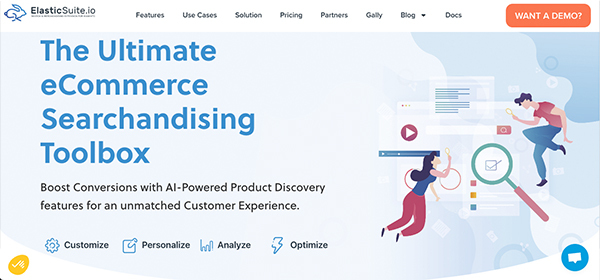 ElasticSuite.io
Features Use Cases Solution Pricing Partners Gally Blog Docs WANT A DEMO?
The Ultimate
eCommerce
Searchandising
Toolbox
Boost Conversions with AI-Powered Product Discovery
features for an unmatched Customer Experience.
Customize Personalize Analyze Optimize